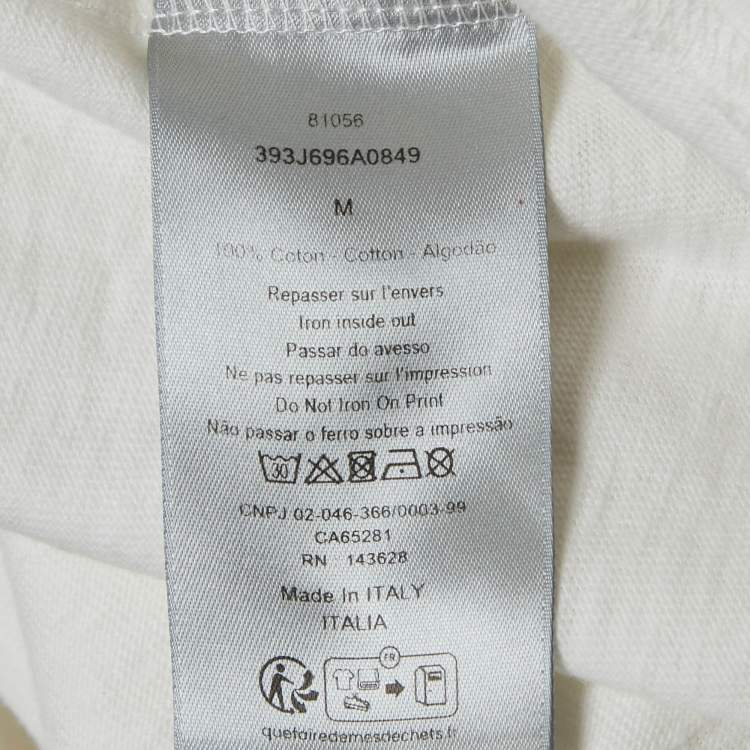 81056
393J696A0849
M
100% Coton - Cotton - Algodão
Repasser sur l'envers
Iron inside out
Passar do avesso
Ne pas repasser sur l'impression
Do Not Iron On Print
Não passar o ferro sobre a impressão
30
CNPJ 02-046-366/0003-99
CA65281
RN 143628
Made In ITALY
ITALIA
FR
quefairedemesdechets.fr